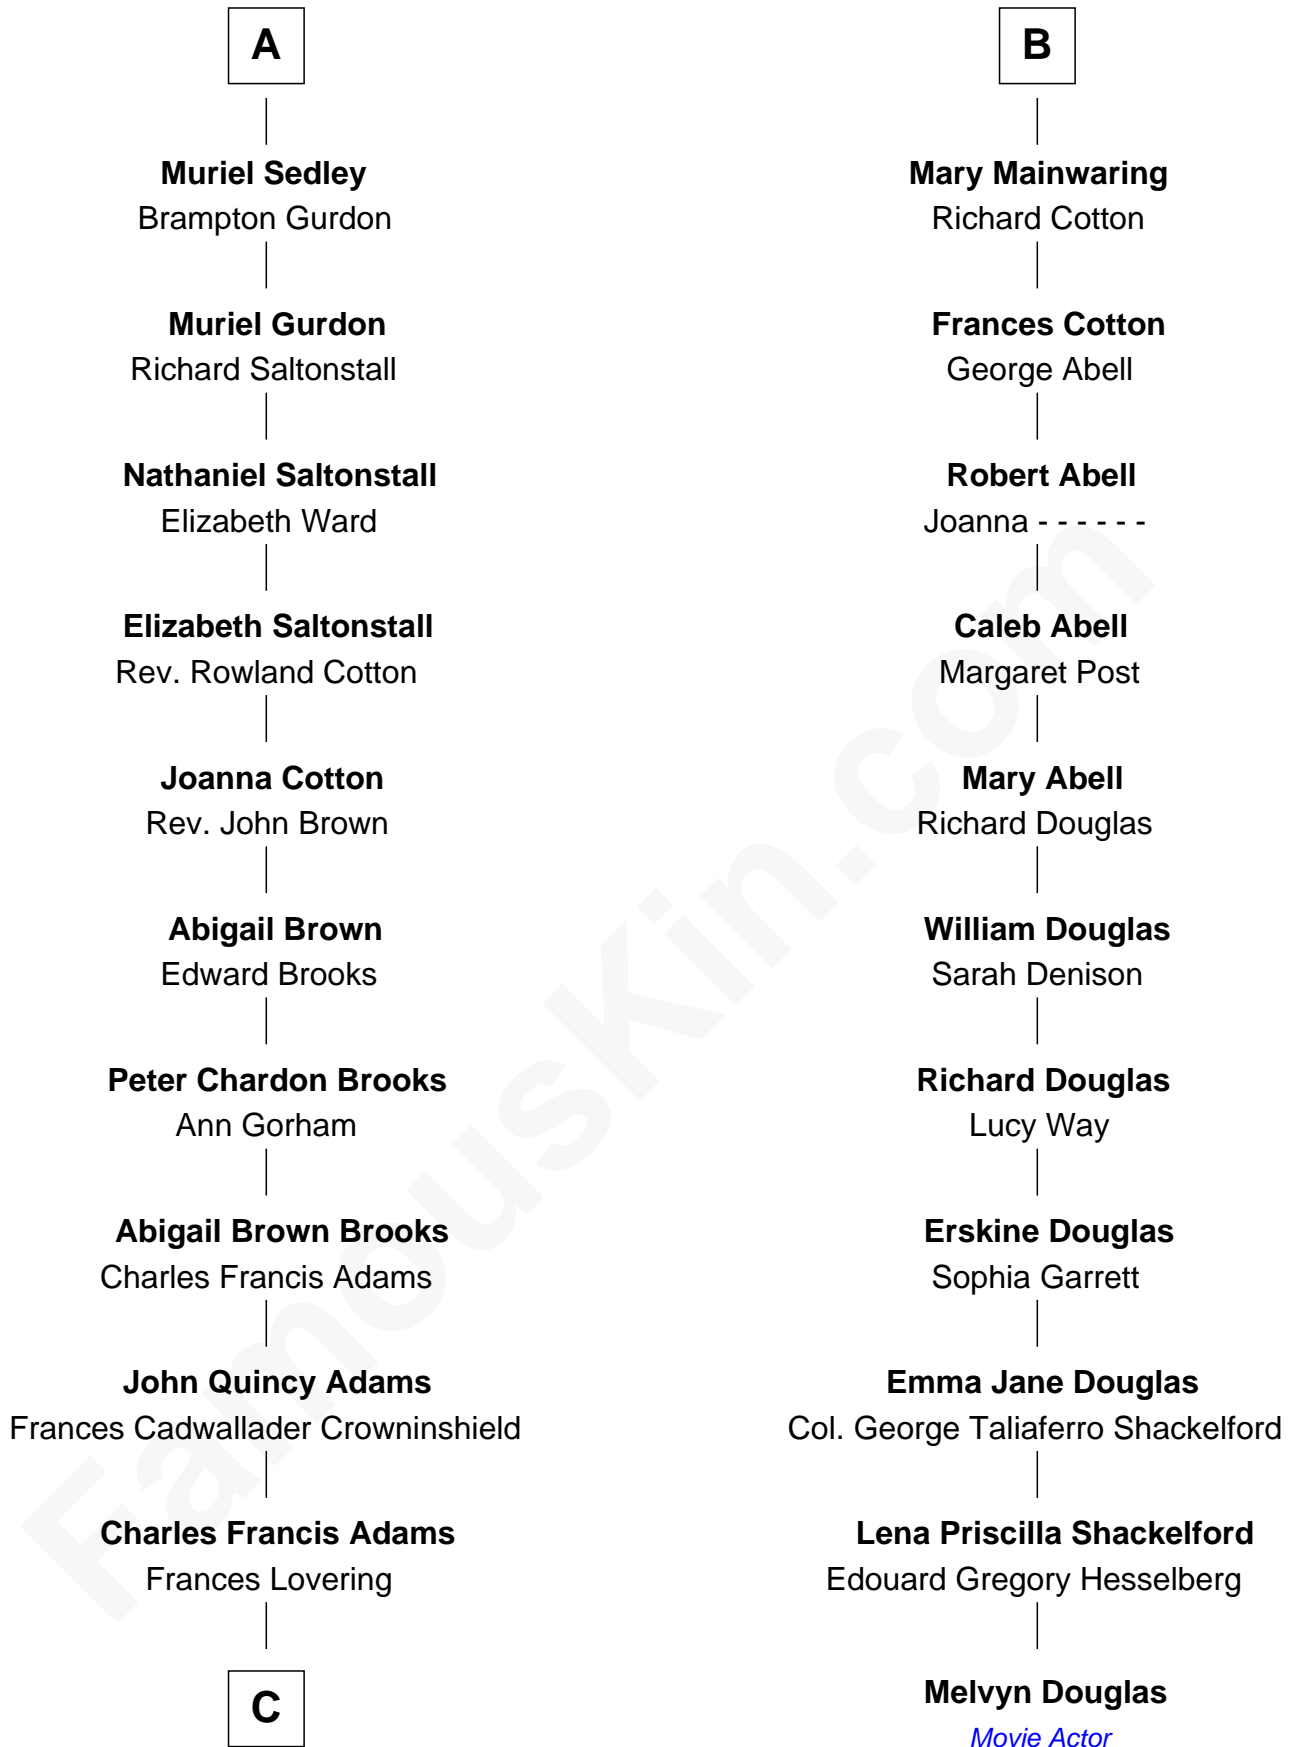 A
Muriel Sedley
Brampton Gurdon
Muriel Gurdon
Richard Saltonstall
Nathaniel Saltonstall
Elizabeth Ward
Elizabeth Saltonstall
Rev. Rowland Cotton
Joanna Cotton
Rev. John Brown
Abigail Brown
Edward Brooks
Peter Chardon Brooks
Ann Gorham
Abigail Brown Brooks
Charles Francis Adams
John Quincy Adams
Frances Cadwallader Crowninshield
Charles Francis Adams
Frances Lovering
C
B
Mary Mainwaring
Richard Cotton
Frances Cotton
George Abell
Robert Abell
Joanna - - - - - -
Caleb Abell
Margaret Post
Mary Abell
Richard Douglas
William Douglas
Sarah Denison
Richard Douglas
Lucy Way
Erskine Douglas
Sophia Garrett
Emma Jane Douglas
Col. George Taliaferro Shackelford
Lena Priscilla Shackelford
Edouard Gregory Hesselberg
Melvyn Douglas
Movie Actor
FamousKin.com